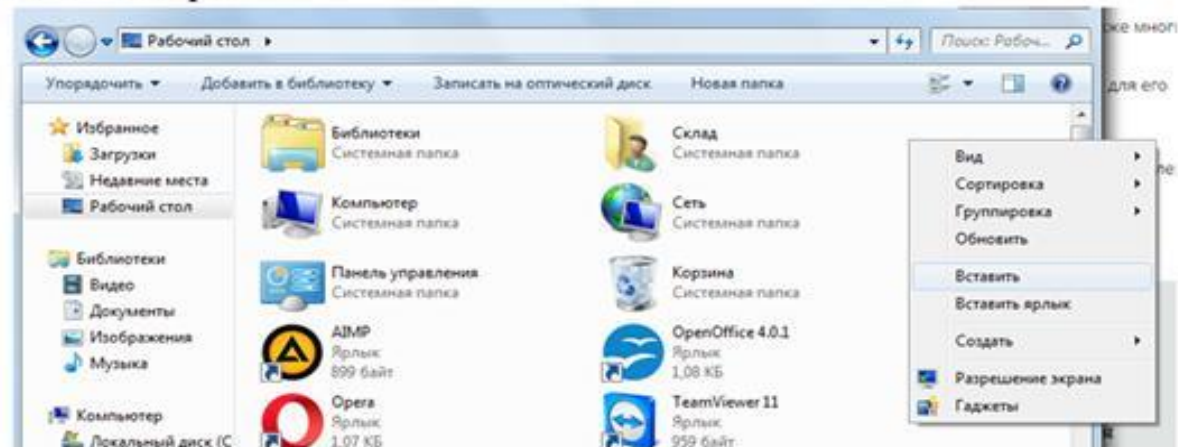 Рабочий стол
Поиск: Рабоч...
Упорядочить
Добавить в библиотеку
Записать на оптический диск
Новая папка
Избранное
Загрузки
Недавние места
Рабочий стол
Библиотеки
Видео
Документы
Изображения
Музыка
Компьютер
Локальный диск (C
Библиотеки
Системная папка
Склад
Системная папка
Компьютер
Системная папка
Сеть
Системная папка
Панель управления
Системная папка
Корзина
Системная папка
AIMP
Ярлык
899 байт
OpenOffice 4.0.1
Ярлык
1,08 КБ
Opera
Ярлык
1,07 КБ
TeamViewer 11
Ярлык
959 байт
Вид
Сортировка
Группировка
Обновить
Вставить
Вставить ярлык
Создать
Разрешение экрана
Гаджеты
для его